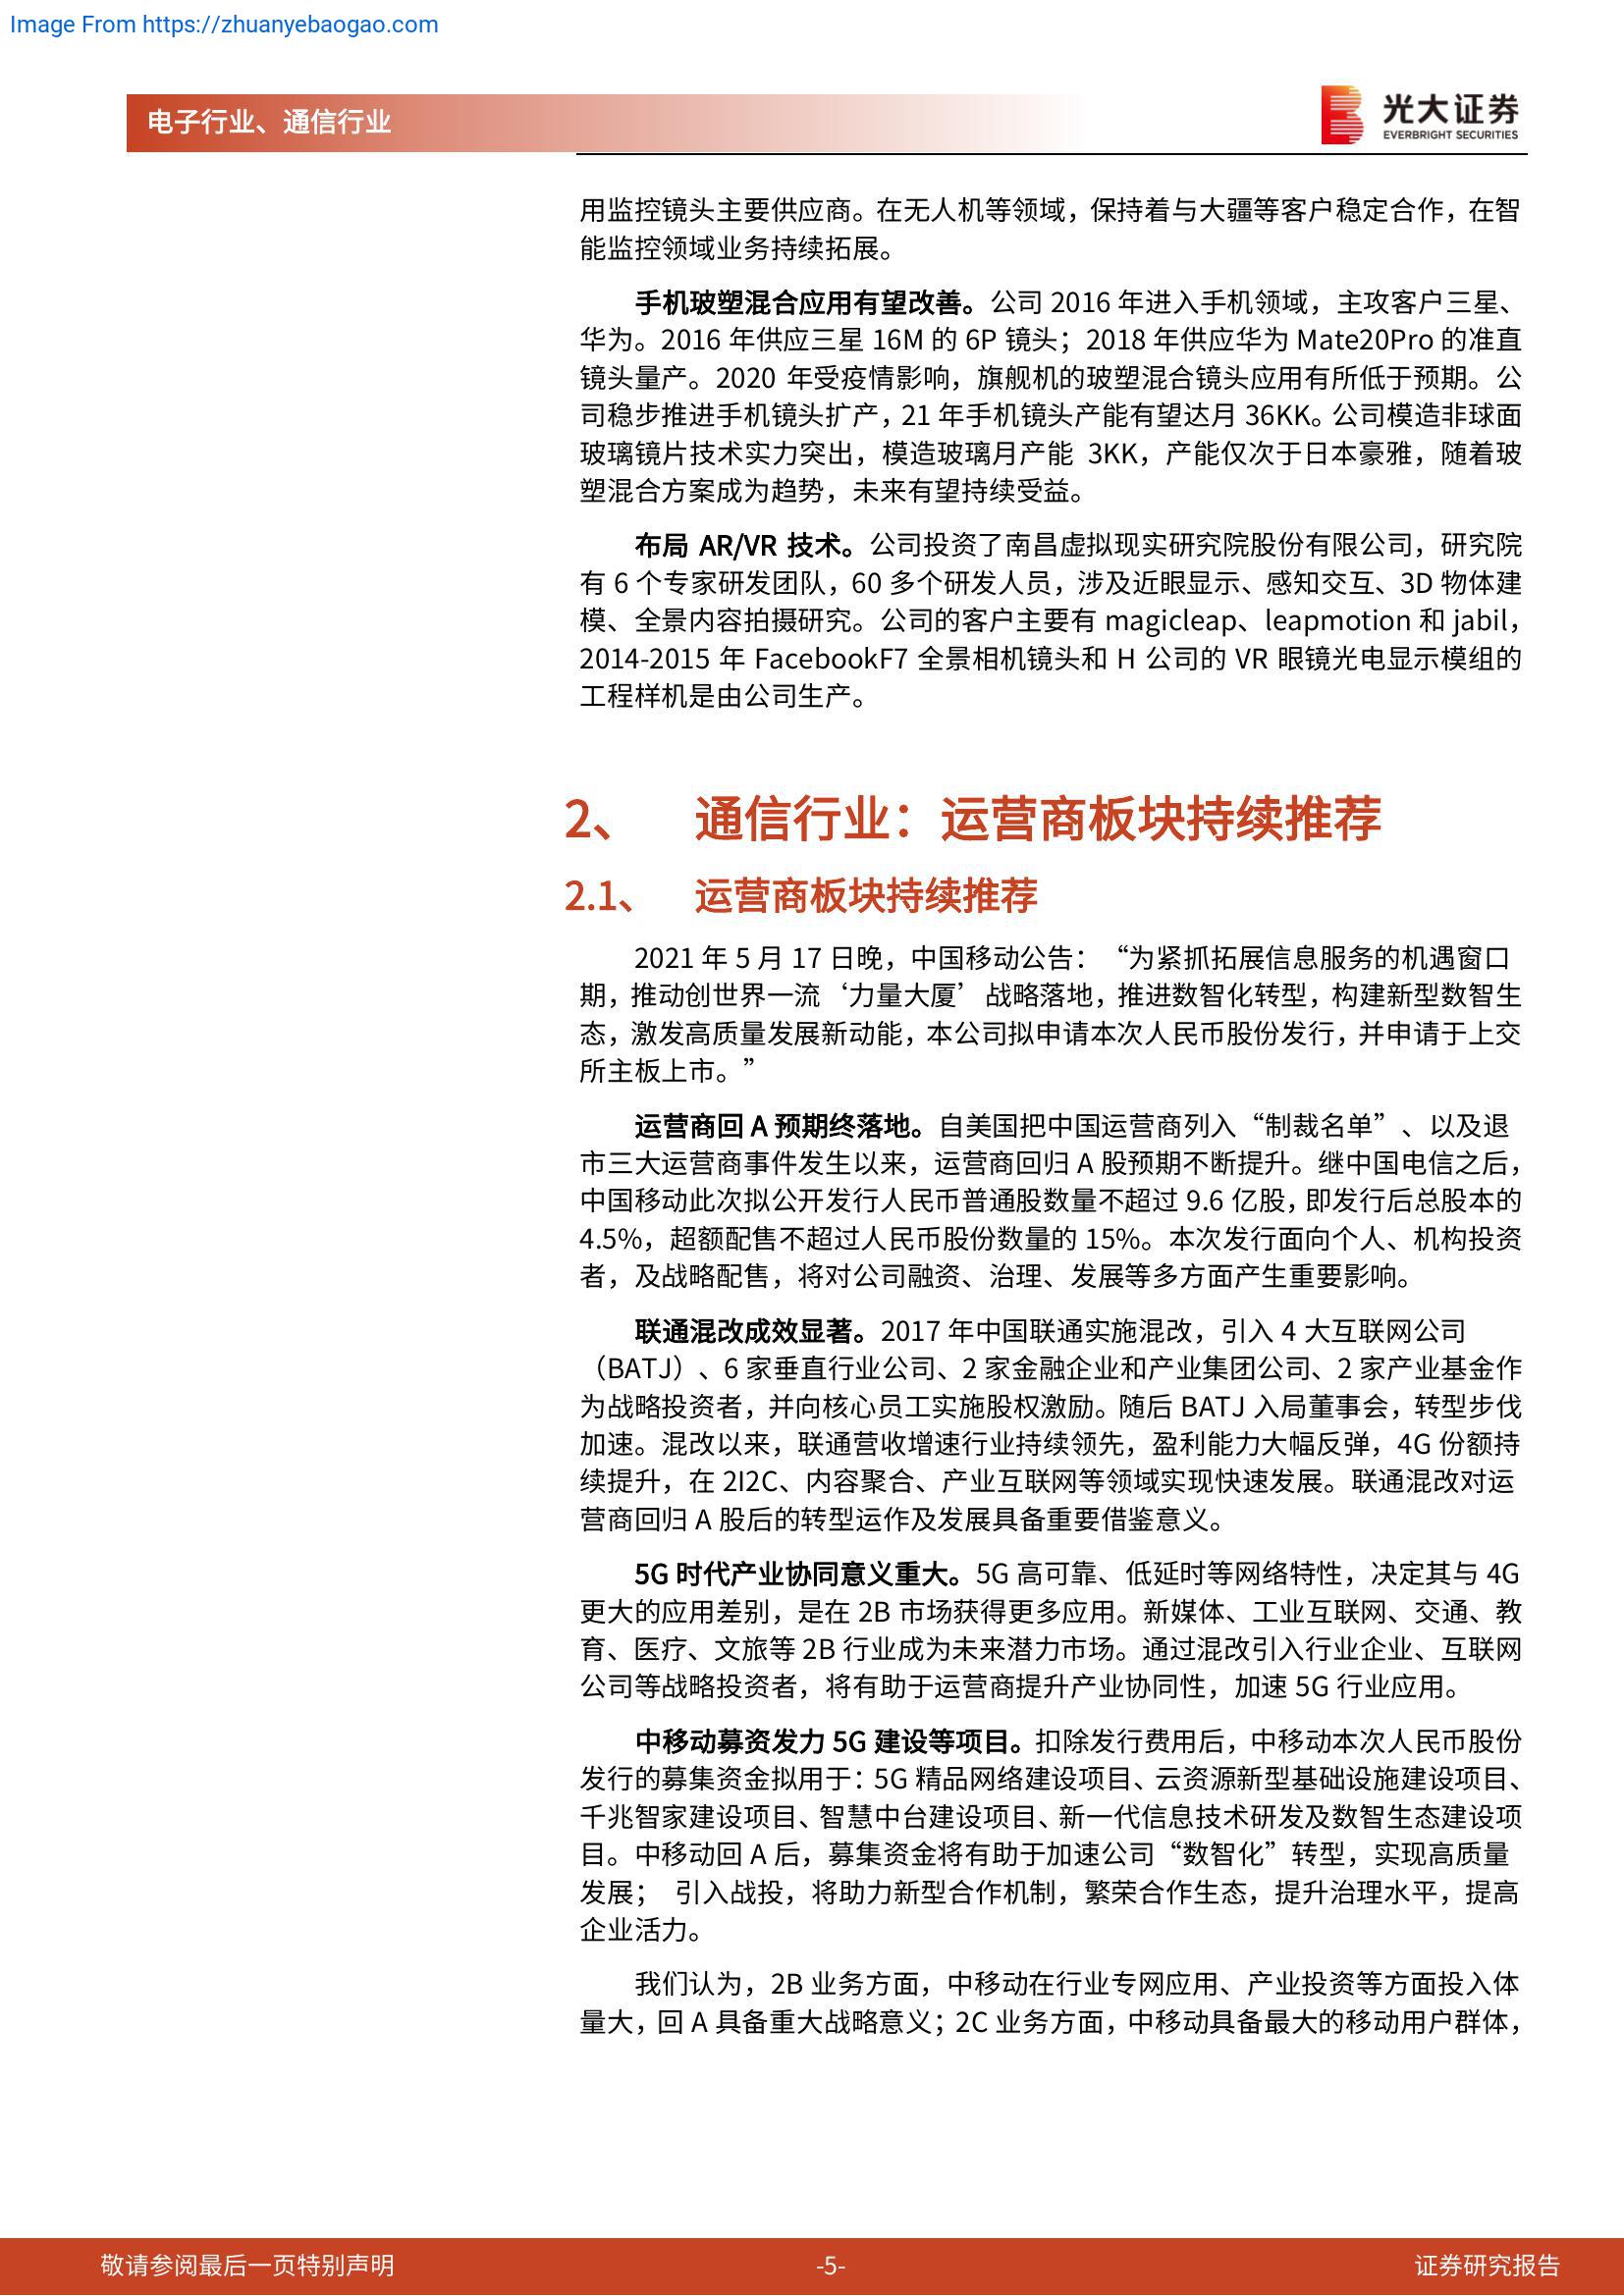 Image From https://zhuanyebaogao.com
电子行业、通信行业
光大证券
EVERBRIGHT SECURITIES
用监控镜头主要供应商。在无人机等领域，保持着与大疆等客户稳定合作，在智
能监控领域业务持续拓展。
手机玻塑混合应用有望改善。公司 2016 年进入手机领域，主攻客户三星、
华为。2016 年供应三星 16M 的 6P 镜头；2018 年供应华为 Mate20Pro 的准直
镜头量产。2020 年受疫情影响，旗舰机的玻塑混合镜头应用有所低于预期。公
司稳步推进手机镜头扩产，21 年手机镜头产能有望达月 36KK。公司模造非球面
玻璃镜片技术实力突出，模造玻璃月产能 3KK，产能仅次于日本豪雅，随着玻
塑混合方案成为趋势，未来有望持续受益。
布局 AR/VR 技术。公司投资了南昌虚拟现实研究院股份有限公司，研究院
有 6 个专家研发团队，60 多个研发人员，涉及近眼显示、感知交互、3D 物体建
模、全景内容拍摄研究。公司的客户主要有 magicleap、leapmotion 和 jabil，
2014-2015 年 FacebookF7 全景相机镜头和 H 公司的 VR 眼镜光电显示模组的
工程样机是由公司生产。
2、 通信行业：运营商板块持续推荐
2.1、 运营商板块持续推荐
2021 年 5 月 17 日晚，中国移动公告：“为紧抓拓展信息服务的机遇窗口
期，推动创世界一流‘力量大厦’战略落地，推进数智化转型，构建新型数智生
态，激发高质量发展新动能，本公司拟申请本次人民币股份发行，并申请于上交
所主板上市。”
运营商回 A 预期终落地。自美国把中国运营商列入“制裁名单”、以及退
市三大运营商事件发生以来，运营商回归 A 股预期不断提升。继中国电信之后，
中国移动此次拟公开发行人民币普通股数量不超过 9.6 亿股，即发行后总股本的
4.5%，超额配售不超过人民币股份数量的 15%。本次发行面向个人、机构投资
者，及战略配售，将对公司融资、治理、发展等多方面产生重要影响。
联通混改成效显著。2017 年中国联通实施混改，引入 4 大互联网公司
（BATJ）、6 家垂直行业公司、2 家金融企业和产业集团公司、2 家产业基金作
为战略投资者，并向核心员工实施股权激励。随后 BATJ 入局董事会，转型步伐
加速。混改以来，联通营收增速行业持续领先，盈利能力大幅反弹，4G 份额持
续提升，在 2I2C、内容聚合、产业互联网等领域实现快速发展。联通混改对运
营商回归 A 股后的转型运作及发展具备重要借鉴意义。
5G 时代产业协同意义重大。5G 高可靠、低延时等网络特性，决定其与 4G
更大的应用差别，是在 2B 市场获得更多应用。新媒体、工业互联网、交通、教
育、医疗、文旅等 2B 行业成为未来潜力市场。通过混改引入行业企业、互联网
公司等战略投资者，将有助于运营商提升产业协同性，加速 5G 行业应用。
中移动募资发力 5G 建设等项目。扣除发行费用后，中移动本次人民币股份
发行的募集资金拟用于：5G 精品网络建设项目、云资源新型基础设施建设项目、
千兆智家建设项目、智慧中台建设项目、新一代信息技术研发及数智生态建设项
目。中移动回 A 后，募集资金将有助于加速公司“数智化”转型，实现高质量
发展； 引入战投，将助力新型合作机制，繁荣合作生态，提升治理水平，提高
企业活力。
我们认为，2B 业务方面，中移动在行业专网应用、产业投资等方面投入体
量大，回 A 具备重大战略意义；2C 业务方面，中移动具备最大的移动用户群体，
敬请参阅最后一页特别声明
-5-
证券研究报告